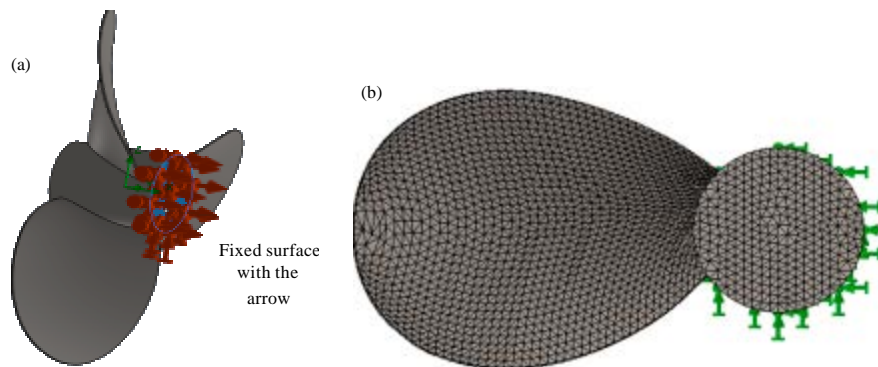 (a)
(b)
Fixed surface
with the
arrow